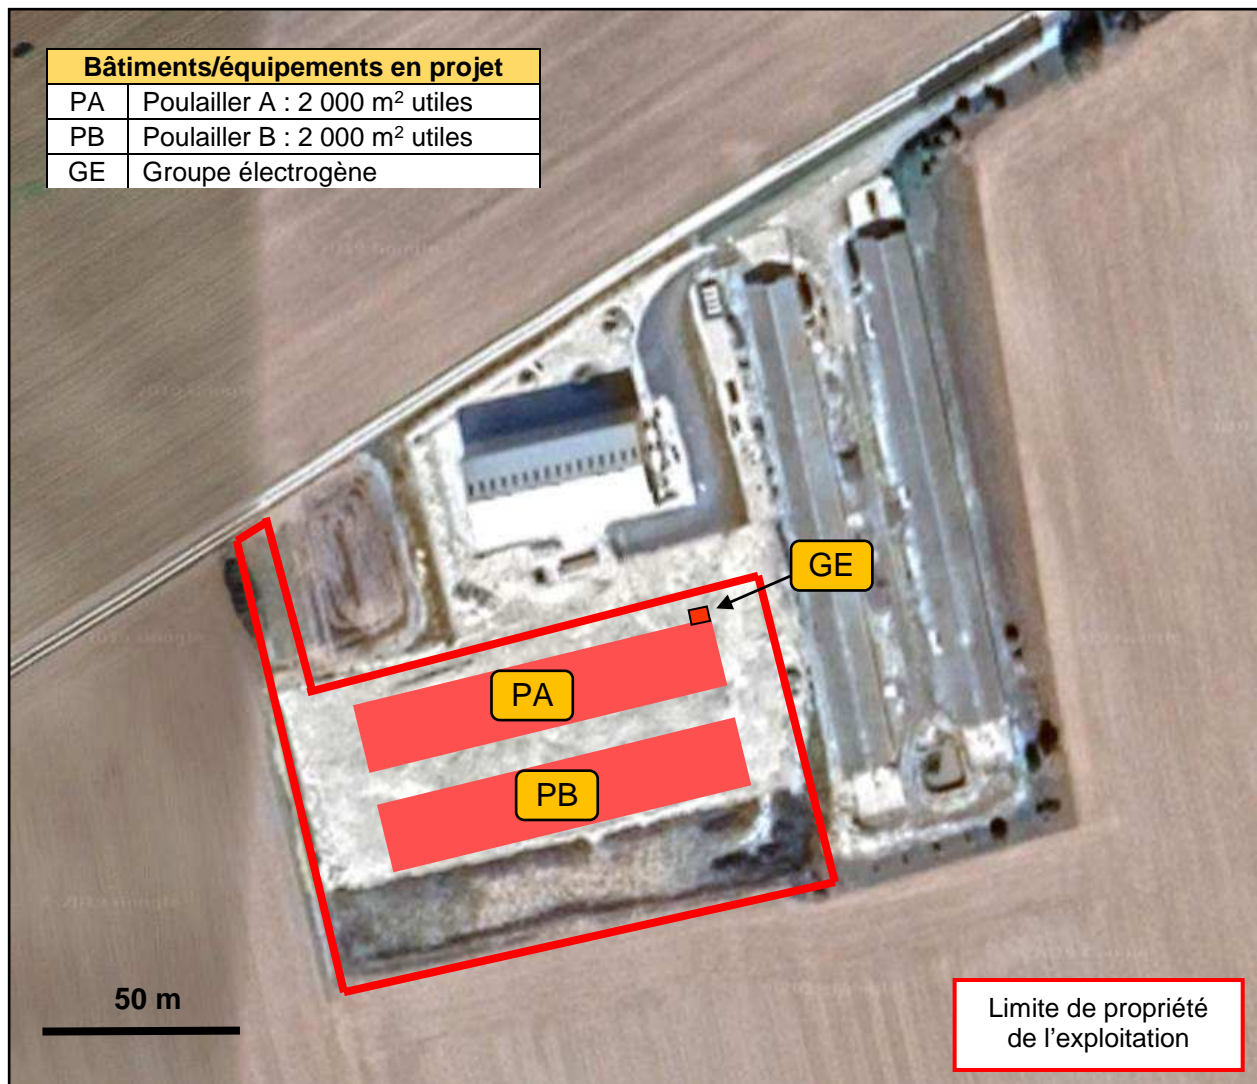 Bâtiments/équipements en projet
PA Poulailler A : 2 000 m² utiles
PB Poulailler B : 2 000 m² utiles
GE Groupe électrogène
GE
PA
PB
50 m
Limite de propriété
de l'exploitation